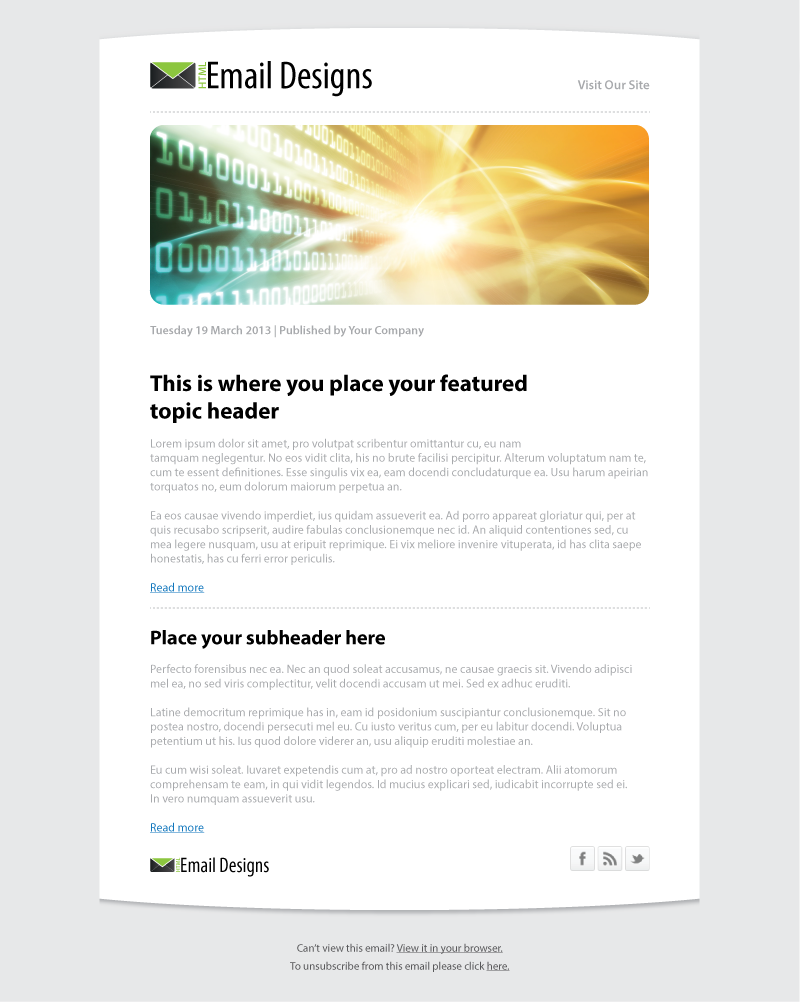 HTML Email Designs
Visit Our Site
Tuesday 19 March 2013 | Published by Your Company
This is where you place your featured
topic header
Lorem ipsum dolor sit amet, pro volutpat scribentur omittantur cu, eu nam
tamquam neglegentur. No eos vidit clita, his no brute facilisi percipitur. Alterum voluptatum nam te,
cum te essent definitiones. Esse singulis vix ea, eam docendi concludaturque ea. Usu harum apeirian
torquatos no, eum dolorum maiorum perpetua an.
Ea eos causae vivendo imperdiet, ius quidam assueverit ea. Ad porro appareat gloriatur qui, per at
quis recusabo scripserit, audire fabulas conclusionemque nec id. An aliquid contentiones sed, cu
mea legere nusquam, usu at eripuit reprimique. Ei vix meliore invenire vituperata, id has clita saepe
honestatis, has cu ferri error periculis.
Read more
Place your subheader here
Perfecto forensibus nec ea. Nec an quod soleat accusamus, ne causae graecis sit. Vivendo adipisci
mel ea, no sed viris complectitur, velit docendi accusam ut mei. Sed ex adhuc eruditi.
Latine democritum reprimique has in, eam id posidonium suscipiantur conclusionemque. Sit no
postea nostro, docendi persecuti mel eu. Cu iusto veritus cum, per eu labitur docendi. Voluptua
petentium ut his. Ius quod dolore viderer an, usu aliquip eruditi molestiae an.
Eu cum wisi soleat. Iuvaret expetendis cum at, pro ad nostro oporteat electram. Alii atomorum
comprehensam te eam, in qui vidit legendos. Id mucius explicari sed, iudicabit incorrupte sed ei.
In vero numquam assueverit usu.
Read more
HTML Email Designs
Can't view this email? View it in your browser.
To unsubscribe from this email please click here.